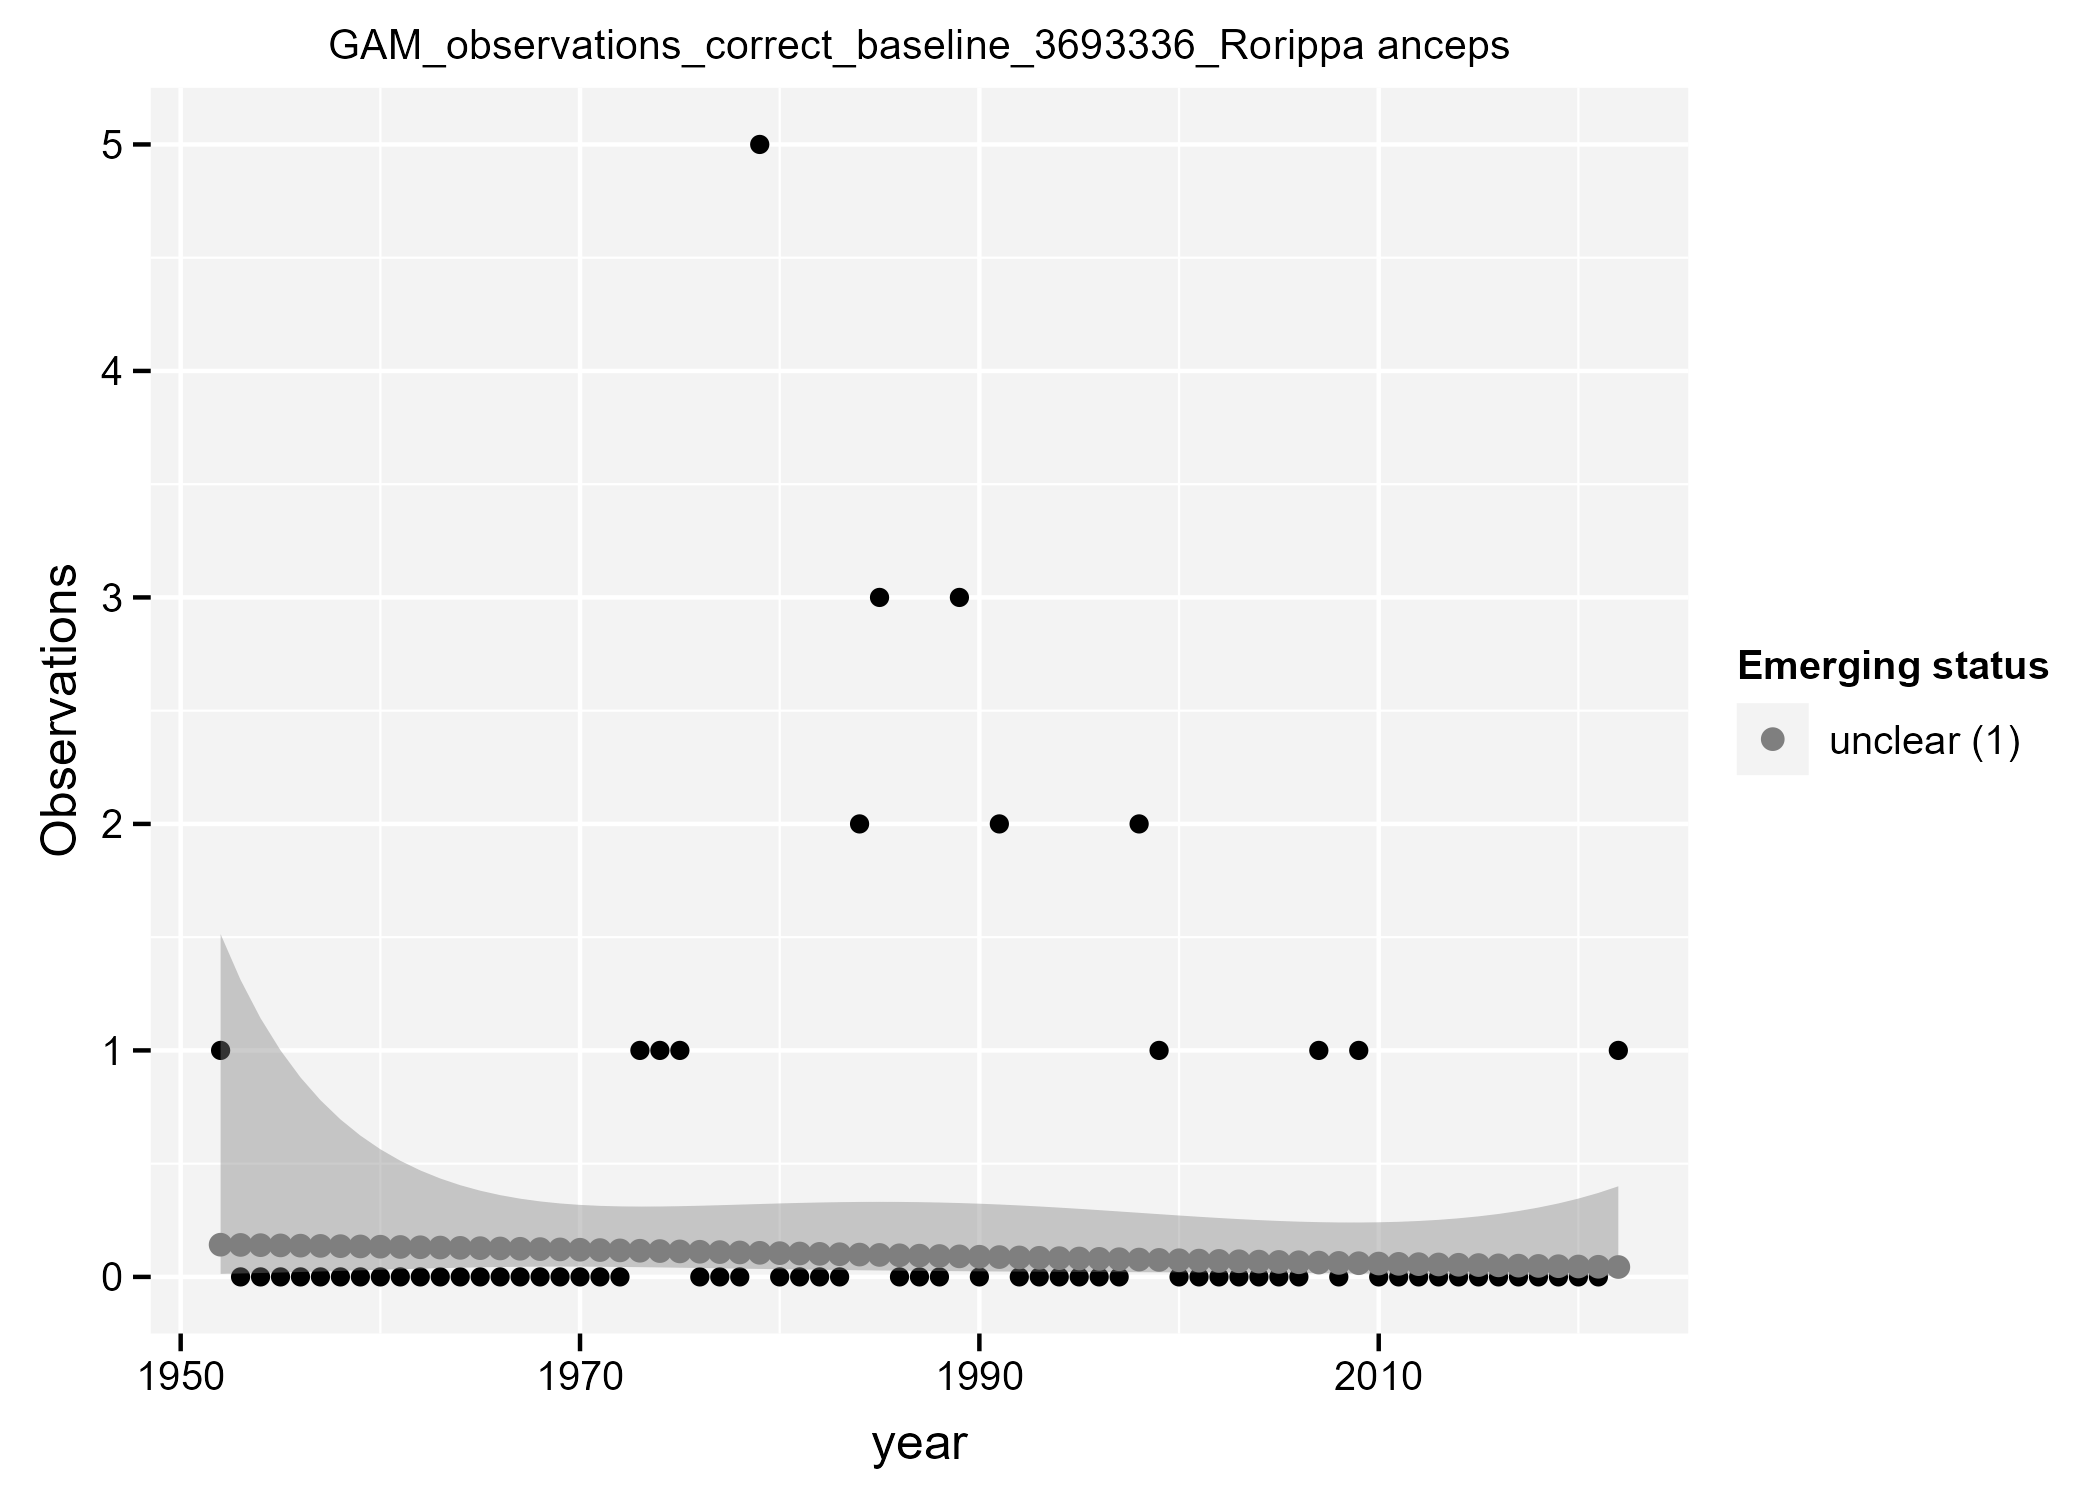 GAM_observations_correct_baseline_3693336_Rorippa anceps
5
4
3
2
1
0
Observations
1950 1970 1990 2010
year
Emerging status
unclear (1)